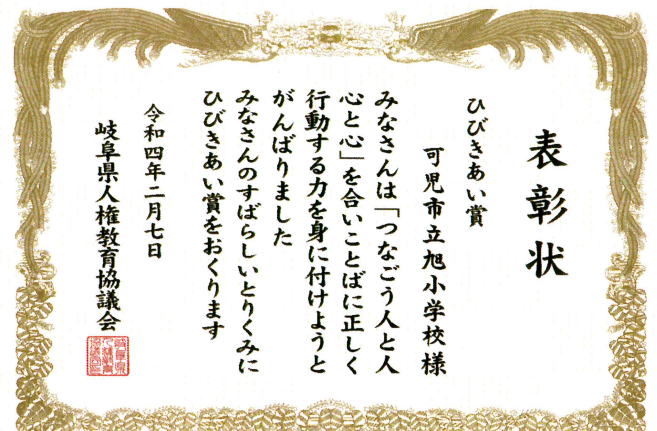 表彰状
ひびきあい賞
可児市立旭小学校様
みなさんは「つなごう人と人
心と心」を合いことばに正しく
行動する力を身に付けようと
がんばりました
みなさんのすばらしいとりくみに
ひびきあい賞をおくります
令和四年二月七日
岐阜県人権教育協議会